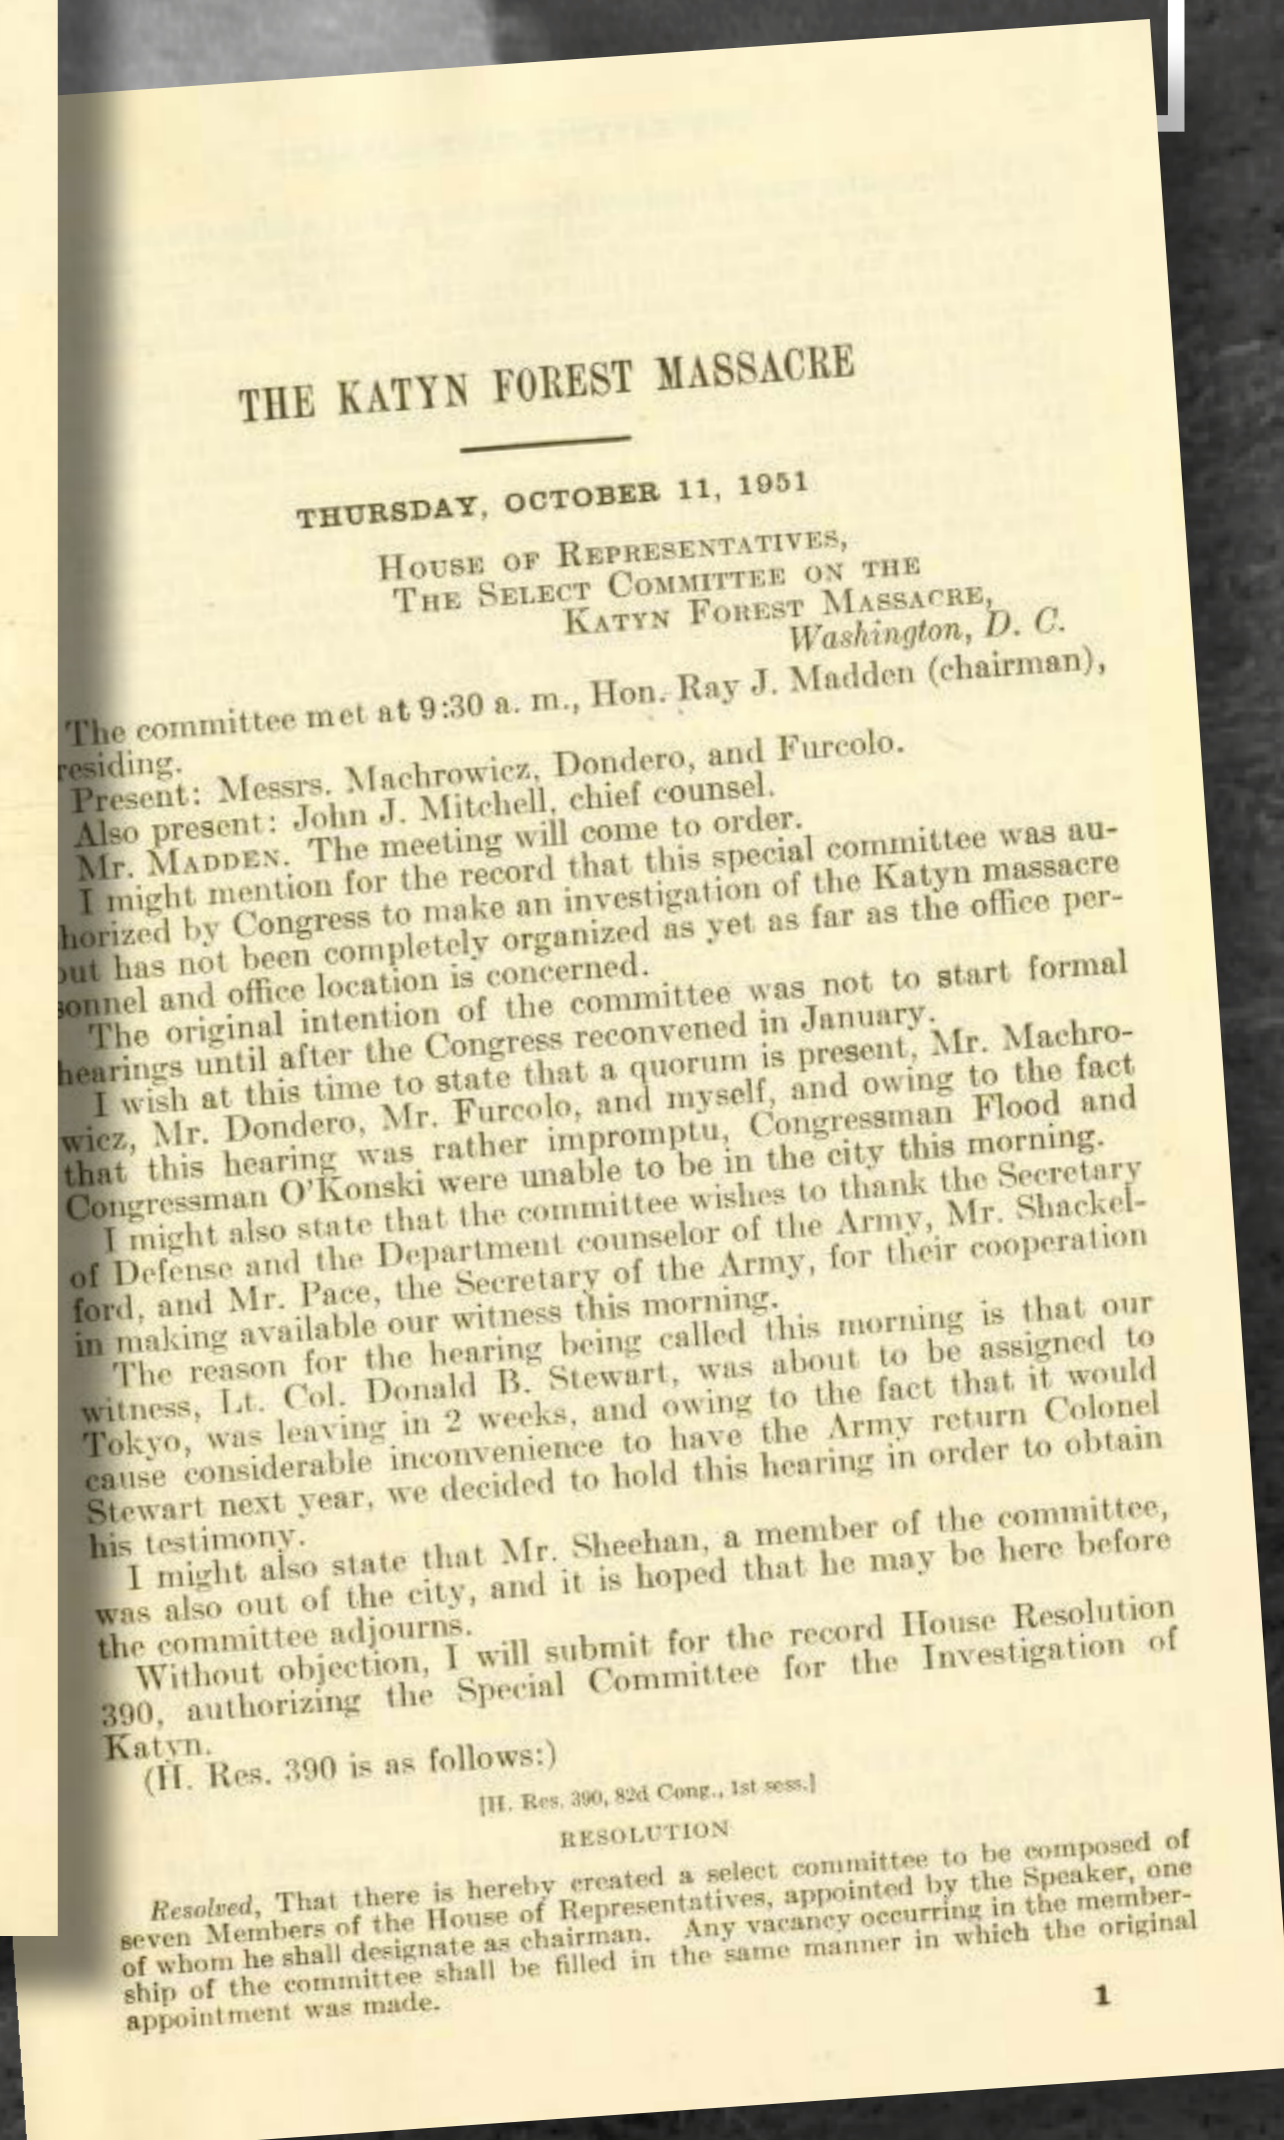 THE KATYN FOREST MASSACRE
THURSDAY, OCTOBER 11, 1951
HOUSE OF REPRESENTATIVES,
THE SELECT COMMITTEE ON THE
KATYN FOREST MASSACRE,
Washington, D. C.
The committee met at 9:30 a. m., Hon. Ray J. Madden (chairman),
residing.
Present: Messrs. Machrowicz, Dondero, and Furcolo.
Also present: John J. Mitchell, chief counsel.
Mr. MADDEN. The meeting will come to order.
I might mention for the record that this special committee was au-
horized by Congress to make an investigation of the Katyn massacre
out has not been completely organized as yet as far as the office per-
sonnel and office location is concerned.
The original intention of the committee was not to start formal
hearings until after the Congress reconvened in January.
I wish at this time to state that a quorum is present, Mr. Machro-
wicz, Mr. Dondero, Mr. Furcolo, and myself, and owing to the fact
that this hearing was rather impromptu, Congressman Flood and
Congressman O'Konski were unable to be in the city this morning.
I might also state that the committee wishes to thank the Secretary
of Defense and the Department counselor of the Army, Mr. Shackel-
ford, and Mr. Pace, the Secretary of the Army, for their cooperation
in making available our witness this morning.
The reason for the hearing being called this morning is that our
witness, Lt. Col. Donald B. Stewart, was about to be assigned to
Tokyo, was leaving in 2 weeks, and owing to the fact that it would
cause considerable inconvenience to have the Army return Colonel
Stewart next year, we decided to hold this hearing in order to obtain
his testimony.
I might also state that Mr. Sheehan, a member of the committee,
was also out of the city, and it is hoped that he may be here before
the committee adjourns.
Without objection, I will submit for the record House Resolution
390, authorizing the Special Committee for the Investigation of
Katyn.
(H. Res. 390 is as follows:)
[H. Res. 390, 82d Cong., 1st sess.]
RESOLUTION
Resolved, That there is hereby created a select committee to be composed of
seven Members of the House of Representatives, appointed by the Speaker, one
of whom he shall designate as chairman. Any vacancy occurring in the member-
ship of the committee shall be filled in the same manner in which the original
appointment was made.
1